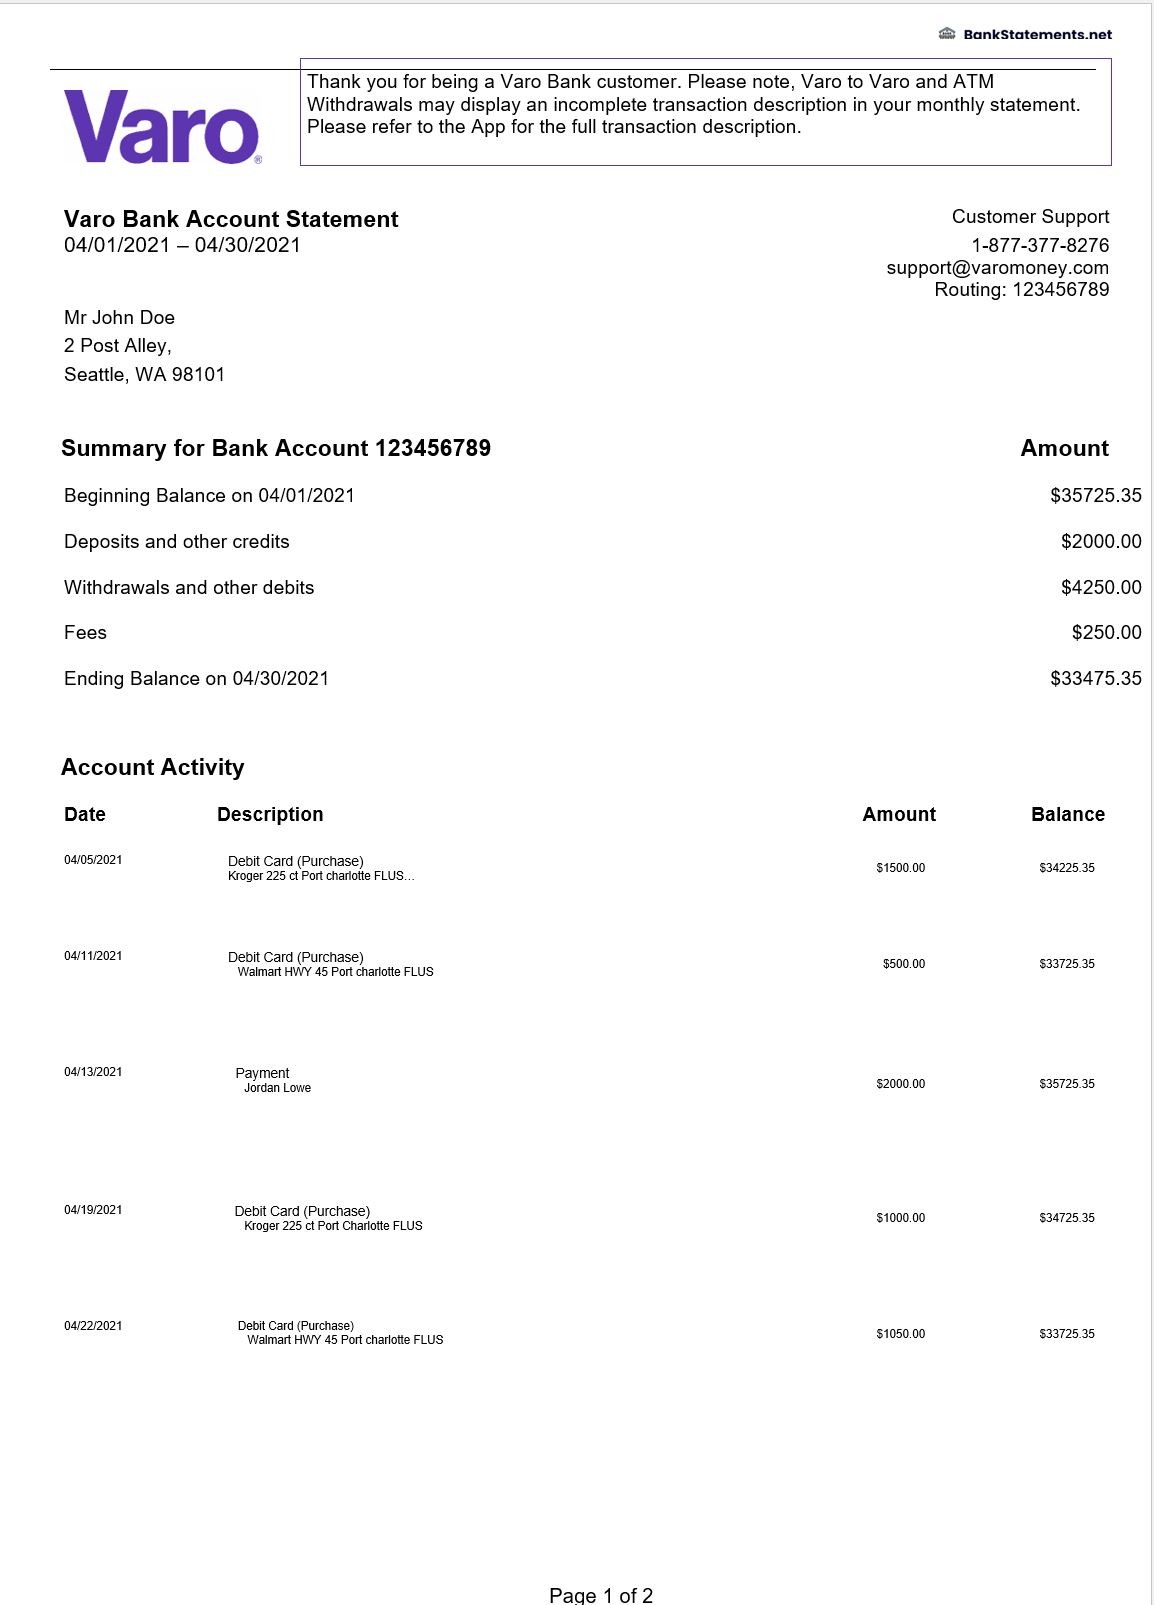 BankStatements.net
Thank you for being a Varo Bank customer. Please note, Varo to Varo and ATM
Withdrawals may display an incomplete transaction description in your monthly statement.
Please refer to the App for the full transaction description.
Varo®
Varo Bank Account Statement
04/01/2021 – 04/30/2021
Customer Support
1-877-377-8276
support@varomoney.com
Routing: 123456789
Mr John Doe
2 Post Alley,
Seattle, WA 98101
Summary for Bank Account 123456789 Amount
Beginning Balance on 04/01/2021 $35725.35
Deposits and other credits $2000.00
Withdrawals and other debits $4250.00
Fees $250.00
Ending Balance on 04/30/2021 $33475.35
Account Activity
Date Description Amount Balance
04/05/2021 Debit Card (Purchase) $1500.00 $34225.35
Kroger 225 ct Port charlotte FLUS...
04/11/2021 Debit Card (Purchase) $500.00 $33725.35
Walmart HWY 45 Port charlotte FLUS
04/13/2021 Payment $2000.00 $35725.35
Jordan Lowe
04/19/2021 Debit Card (Purchase) $1000.00 $34725.35
Kroger 225 ct Port Charlotte FLUS
04/22/2021 Debit Card (Purchase) $1050.00 $33725.35
Walmart HWY 45 Port charlotte FLUS
Page 1 of 2